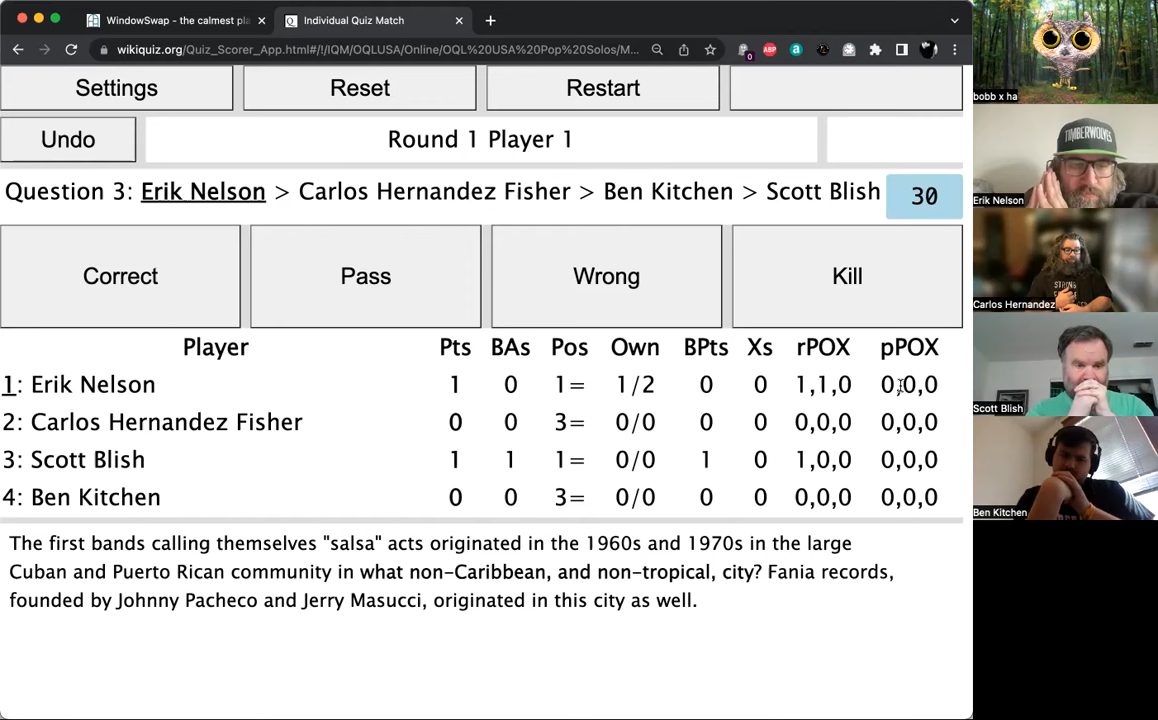 WindowSwap - the calmest pl
Individual Quiz Match
wikiquiz.org/Quiz_Scorer_App.html#/!/IQM/OQLUSA/Online/OQL%20USA%20Pop%20Solos/M...
0
ABP
a
Settings
Reset
Restart
Undo
Round 1 Player 1
Question 3: Erik Nelson > Carlos Hernandez Fisher > Ben Kitchen > Scott Blish
30
Correct
Pass
Wrong
Kill
Player Pts BAs Pos Own BPts Xs rPOX pPOX
1: Erik Nelson 1 0 1= 1/2 0 0 1,1,0 0,0,0
2: Carlos Hernandez Fisher 0 0 3= 0/0 0 0 0,0,0 0,0,0
3: Scott Blish 1 1 1= 0/0 1 0 1,0,0 0,0,0
4: Ben Kitchen 0 0 3= 0/0 0 0 0,0,0 0,0,0
The first bands calling themselves "salsa" acts originated in the 1960s and 1970s in the large
Cuban and Puerto Rican community in what non-Caribbean, and non-tropical, city? Fania records,
founded by Johnny Pacheco and Jerry Masucci, originated in this city as well.
bobb x ha
TIMBERWOLVES
Erik Nelson
STRONG
Carlos Hernandez
Scott Blish
Ben Kitchen